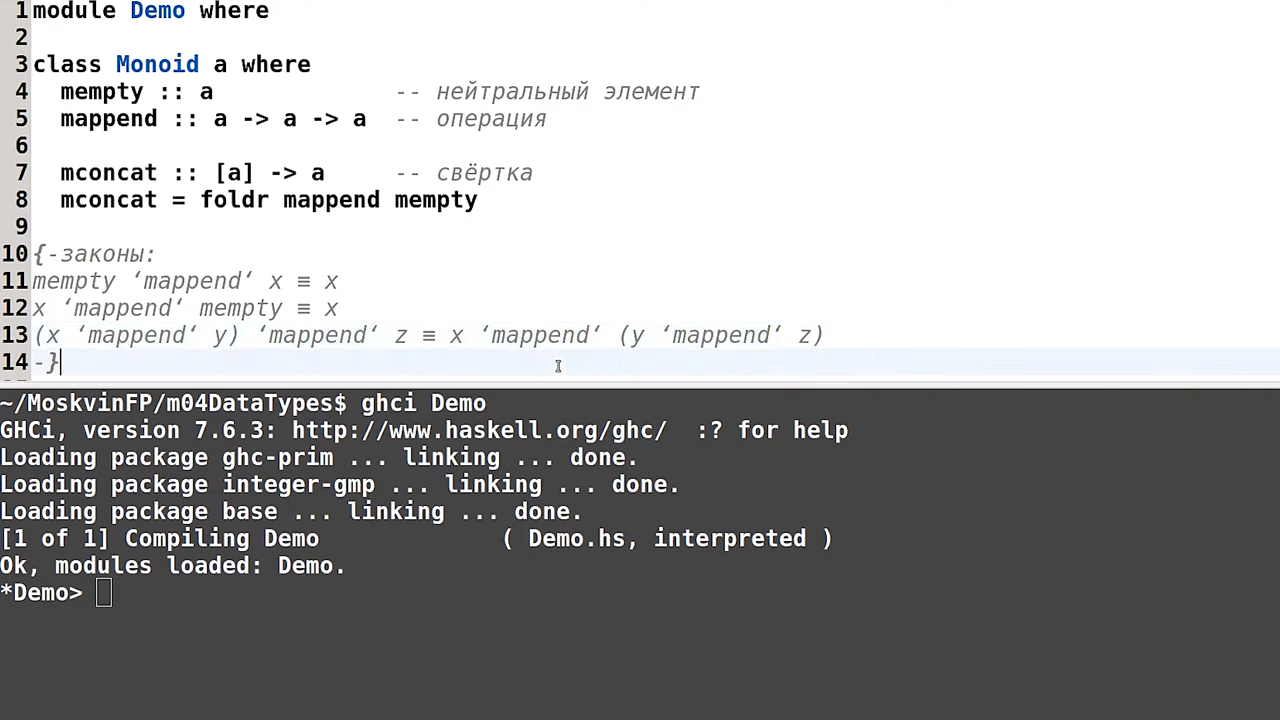 1 module Demo where
2
3 class Monoid a where
4   mempty :: a             -- нейтральный элемент
5   mappend :: a -> a -> a  -- операция
6
7   mconcat :: [a] -> a     -- свёртка
8   mconcat = foldr mappend mempty
9
10 {-законы:
11 mempty ‘mappend‘ x ≡ x
12 x ‘mappend‘ mempty ≡ x
13 (x ‘mappend‘ y) ‘mappend‘ z ≡ x ‘mappend‘ (y ‘mappend‘ z)
14 -}
~/MoskvinFP/m04DataTypes$ ghci Demo
GHCi, version 7.6.3: http://www.haskell.org/ghc/  :? for help
Loading package ghc-prim ... linking ... done.
Loading package integer-gmp ... linking ... done.
Loading package base ... linking ... done.
[1 of 1] Compiling Demo             ( Demo.hs, interpreted )
Ok, modules loaded: Demo.
*Demo>